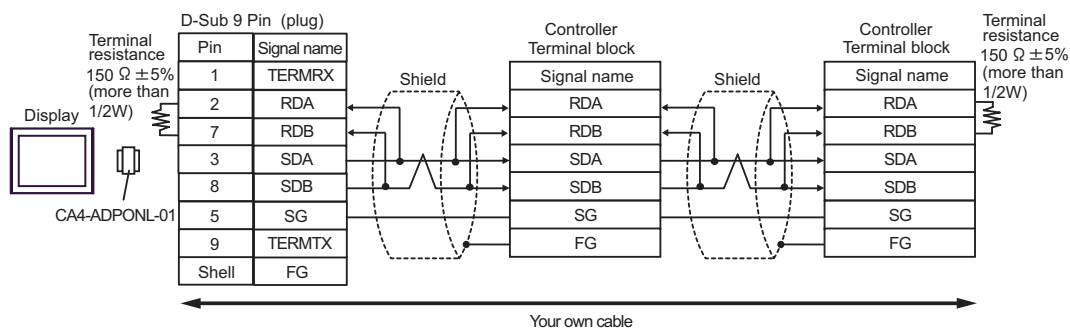 D-Sub 9 Pin (plug)
Terminal
resistance
150 Ω ±5%
(more than
1/2W)
Display
CA4-ADPONL-01
Pin Signal name
1 TERMRX
2 RDA
7 RDB
3 SDA
8 SDB
5 SG
9 TERMTX
Shell FG
Shield
Controller
Terminal block
Signal name
RDA
RDB
SDA
SDB
SG
FG
Shield
Controller
Terminal block
Signal name
RDA
RDB
SDA
SDB
SG
FG
Terminal
resistance
150 Ω ±5%
(more than
1/2W)
Your own cable